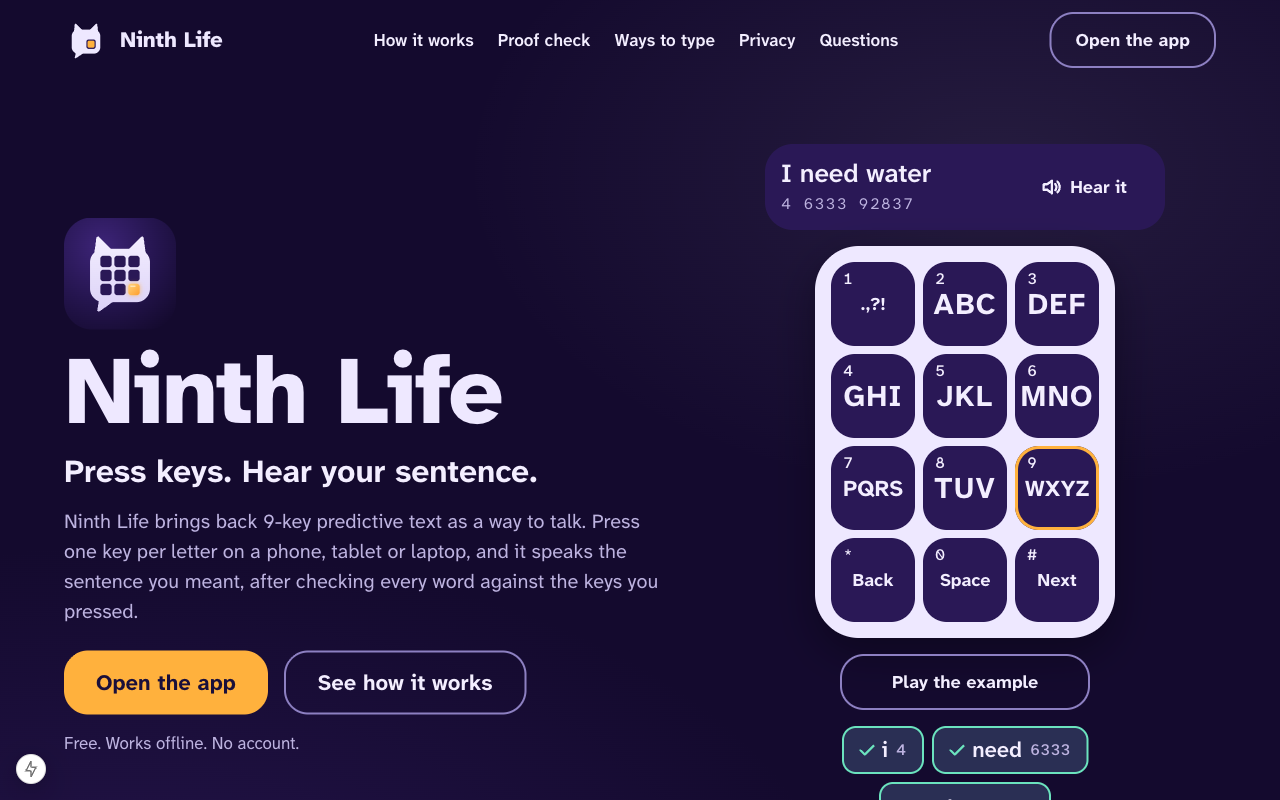 Ninth Life
How it works
Proof check
Ways to type
Privacy
Questions
Open the app
Ninth Life
Press keys. Hear your sentence.
Ninth Life brings back 9-key predictive text as a way to talk. Press
one key per letter on a phone, tablet or laptop, and it speaks the
sentence you meant, after checking every word against the keys you
pressed.
Open the app
See how it works
Free. Works offline. No account.
I need water
4 6333 92837
Hear it
1
.,?!
2
ABC
3
DEF
4
GHI
5
JKL
6
MNO
7
PQRS
8
TUV
9
WXYZ
*
Back
0
Space
#
Next
Play the example
i 4
need 6333